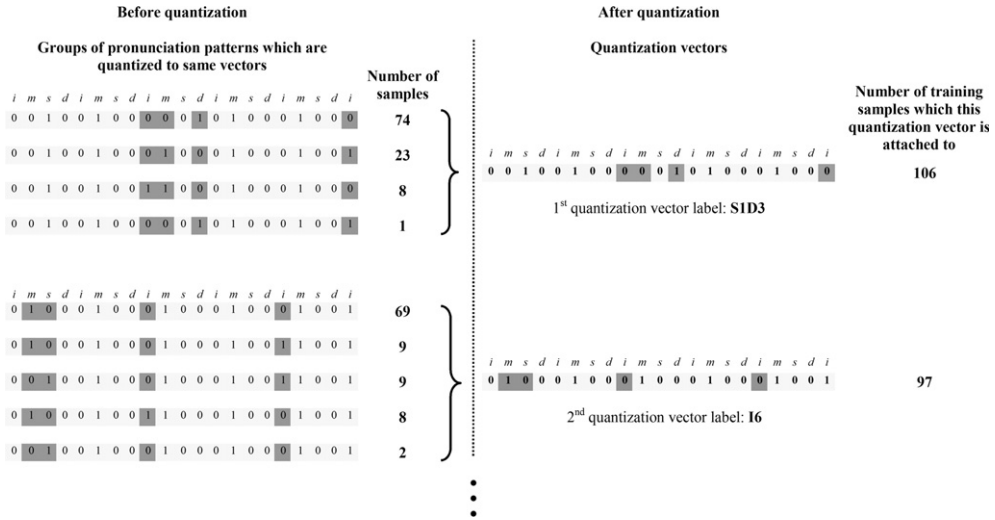 Before quantization
After quantization
Groups of pronunciation patterns which are
quantized to same vectors
Number of
samples
Quantization vectors
Number of training
samples which this
quantization vector is
attached to
i m s d i m s d i m s d i m s d i m s d i
0 0 1 0 0 1 0 0 0 0 0 1 0 1 0 0 0 1 0 0 0 74
0 0 1 0 0 1 0 0 0 1 0 0 0 1 0 0 0 1 0 0 1 23
0 0 1 0 0 1 0 0 1 1 0 0 0 1 0 0 0 1 0 0 0 8
0 0 1 0 0 1 0 0 0 0 0 1 0 1 0 0 0 1 0 0 1 1
i m s d i m s d i m s d i m s d i m s d i
0 0 1 0 0 1 0 0 0 0 0 1 0 1 0 0 0 1 0 0 0 106
1st quantization vector label: S1D3
i m s d i m s d i m s d i m s d i m s d i
0 1 0 0 0 1 0 0 0 1 0 0 0 1 0 0 0 1 0 0 1 69
0 1 0 0 0 1 0 0 0 1 0 0 0 1 0 0 1 1 0 0 1 9
0 0 1 0 0 1 0 0 0 1 0 0 0 1 0 0 1 1 0 0 1 9
0 1 0 0 0 1 0 0 1 1 0 0 0 1 0 0 0 1 0 0 1 8
0 0 1 0 0 1 0 0 0 1 0 0 0 1 0 0 0 1 0 0 1 2
i m s d i m s d i m s d i m s d i m s d i
0 1 0 0 0 1 0 0 0 1 0 0 0 1 0 0 0 1 0 0 1 97
2nd quantization vector label: I6